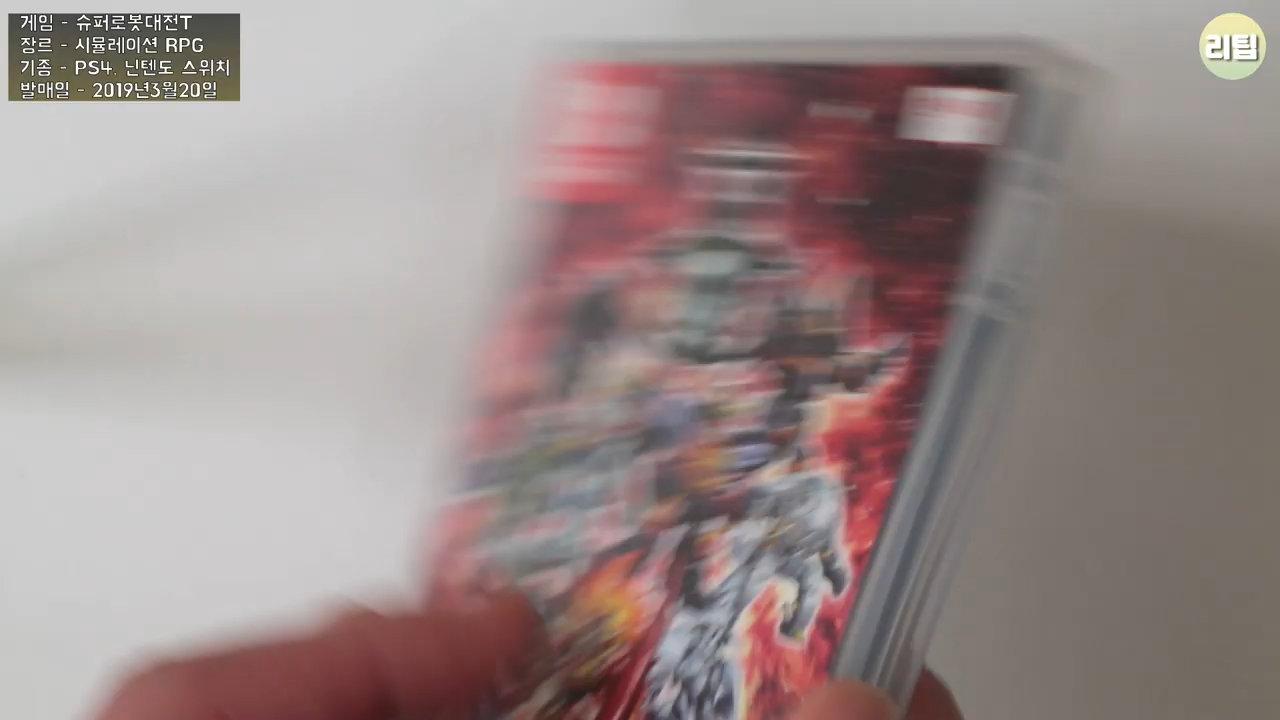 게임 - 슈퍼로봇대전T
장르 - 시뮬레이션 RPG
기종 - PS4, 닌텐도 스위치
발매일 - 2019년3월20일
리팁